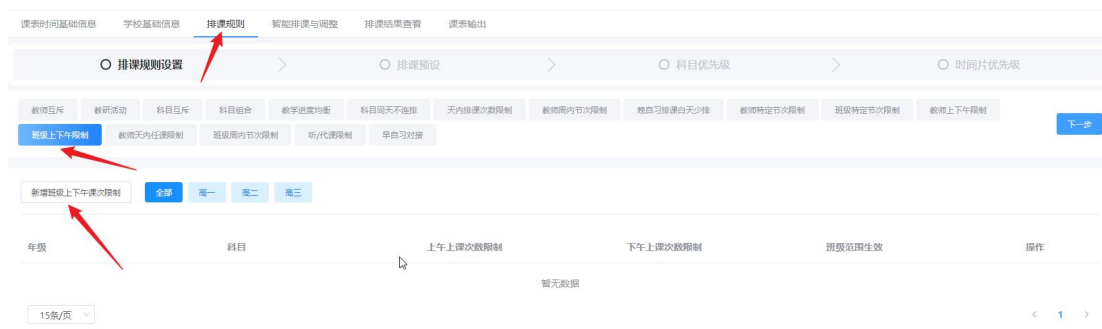 课表时间基础信息 学校基础信息 排课规则 智能排课与调整 排课结果查看 课表输出
排课规则设置 排课预设 科目优先级 时间片优先级
教师互斥 教研活动 科目互斥 科目组合 教学进度均衡 科目同天不连排 天内排课次数限制 教师周内节次限制 晚自习排课白天少排 教师特定节次限制 班级特定节次限制 教师上下午限制
班级上下午限制 教师天内任课限制 班级周内节次限制 听/代课限制 早自习对接
下一步
新增班级上下午课次限制 全部 高一 高二 高三
年级 科目 上午上课次数限制 下午上课次数限制 班级范围生效 操作
暂无数据
15条/页 1